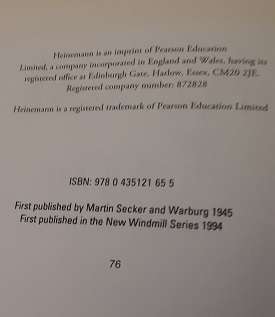 Heinemann is an imprint of Pearson Education
Limited, a company incorporated in England and Wales, having its
registered office at Edinburgh Gate, Harlow, Essex, CM20 2JE.
Registered company number: 872828
Heinemann is a registered trademark of Pearson Education Limited
ISBN: 978 0 435121 65 5
First published by Martin Secker and Warburg 1945
First published in the New Windmill Series 1994
76